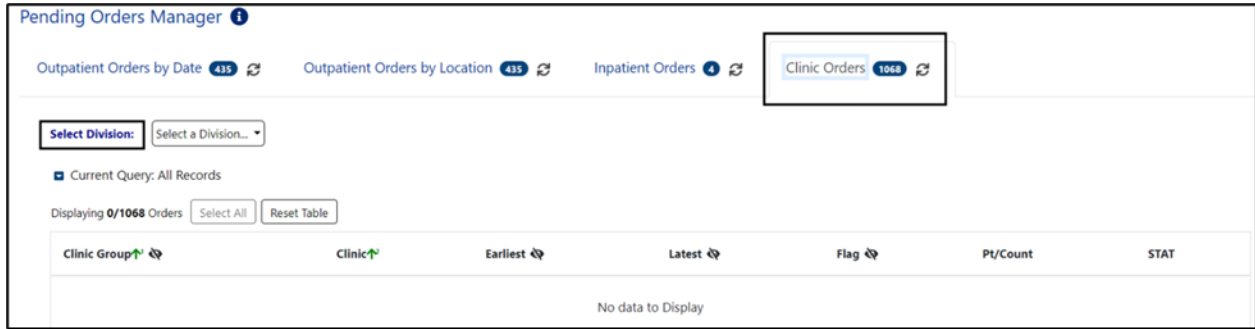 Pending Orders Manager
Outpatient Orders by Date 435 Outpatient Orders by Location 435 Inpatient Orders 4 Clinic Orders 1068
Select Division: Select a Division...
Current Query: All Records
Displaying 0/1068 Orders Select All Reset Table
Clinic Group 1 Clinic 2 Earliest Latest Flag Pt/Count STAT
No data to Display